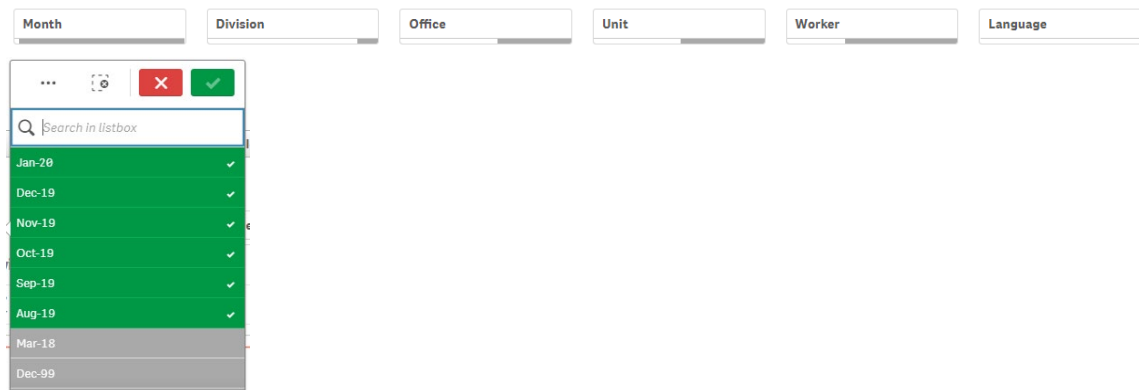 Month Division Office Unit Worker Language
Search in listbox
Jan-20
Dec-19
Nov-19
Oct-19
Sep-19
Aug-19
Mar-18
Dec-99